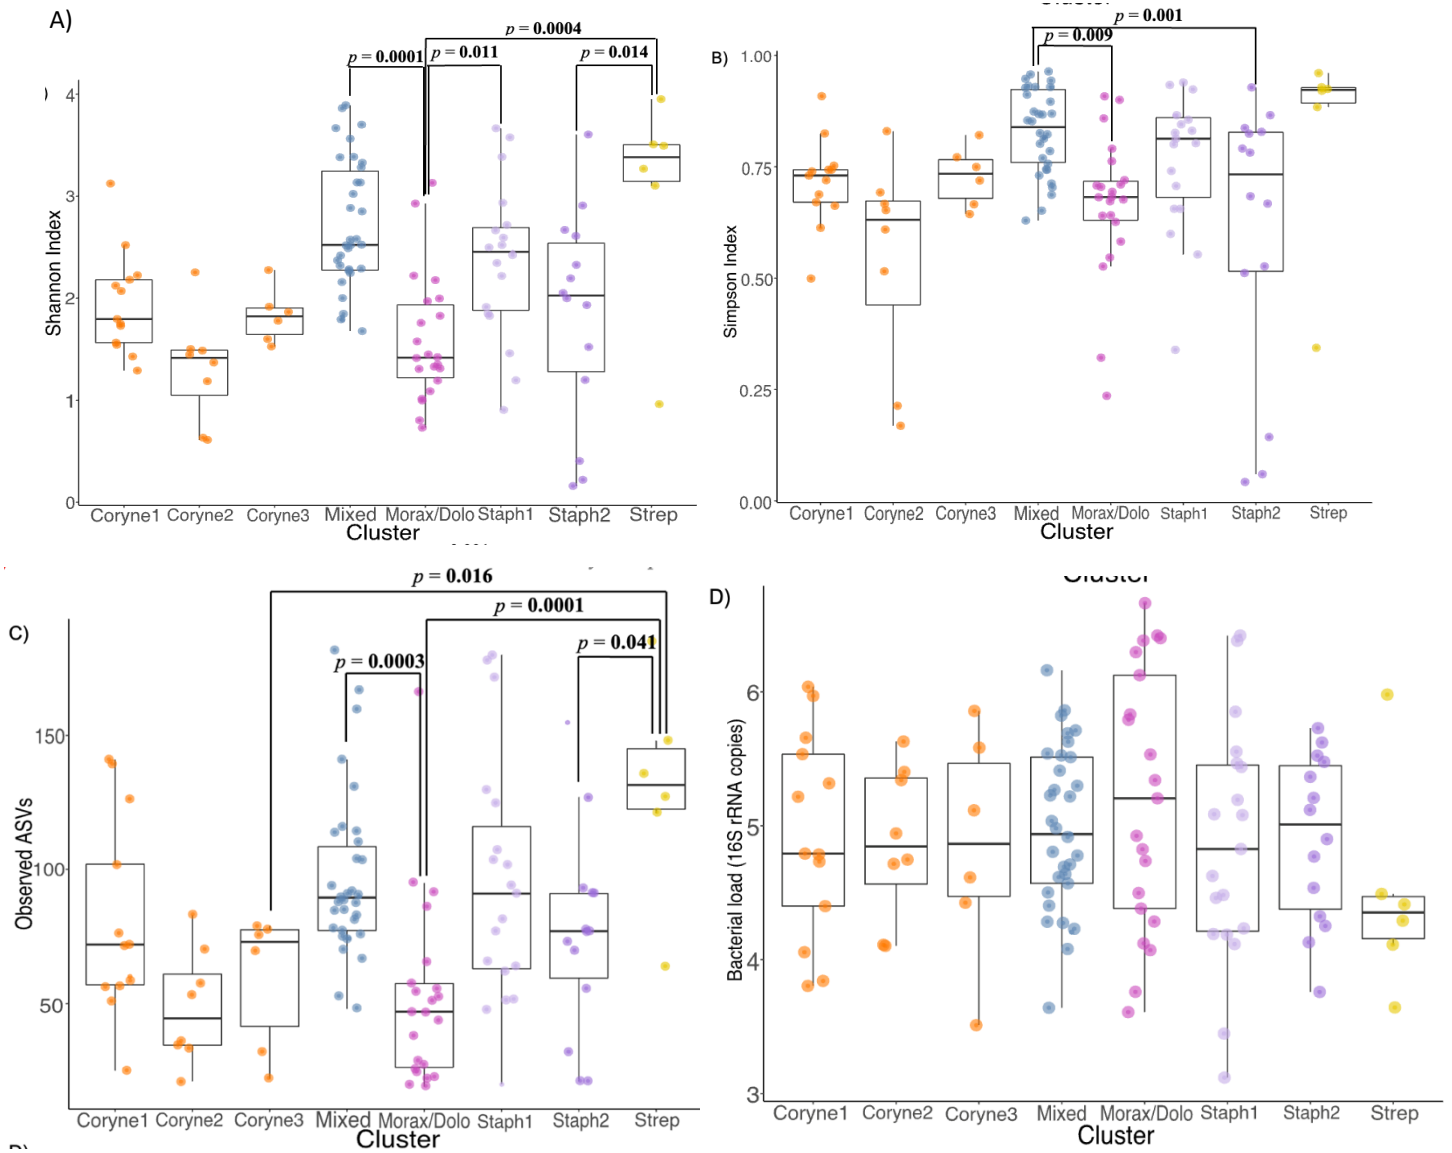 A)
)
p = 0.0004
p = 0.0001
p = 0.011
p = 0.014
Shannon Index
4
3
2
1
0
Coryne1 Coryne2 Coryne3 Mixed Morax/Dolo Staph1 Staph2 Strep
Cluster
B)
p = 0.001
p = 0.009
Simpson Index
1.00
0.75
0.50
0.25
0.00
Coryne1 Coryne2 Coryne3 Mixed Morax/Dolo Staph1 Staph2 Strep
Cluster
C)
p = 0.016
p = 0.0001
p = 0.041
p = 0.0003
Observed ASVs
150
100
50
Coryne1 Coryne2 Coryne3 Mixed Morax/Dolo Staph1 Staph2 Strep
Cluster
Cluster
D)
Bacterial load (16S rRNA copies)
6
5
4
3
Coryne1 Coryne2 Coryne3 Mixed Morax/Dolo Staph1 Staph2 Strep
Cluster